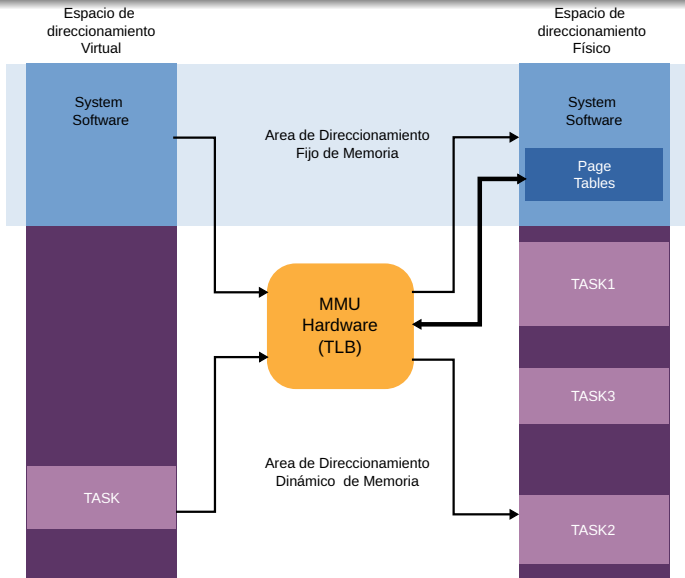 Espacio de
direccionamiento
Virtual
Espacio de
direccionamiento
Físico
System
Software
Area de Direccionamiento
Fijo de Memoria
System
Software
Page
Tables
MMU
Hardware
(TLB)
TASK1
TASK3
Area de Direccionamiento
Dinámico  de Memoria
TASK
TASK2